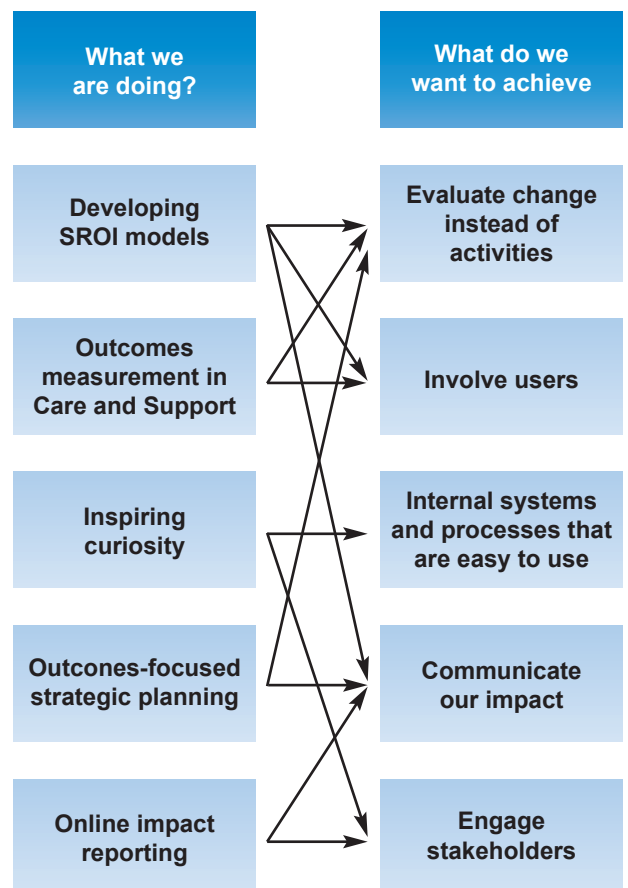 What we
are doing?
What do we
want to achieve
Developing
SROI models
Evaluate change
instead of
activities
Outcomes
measurement in
Care and Support
Involve users
Inspiring
curiosity
Internal systems
and processes that
are easy to use
Outcones-focused
strategic planning
Communicate
our impact
Online impact
reporting
Engage
stakeholders